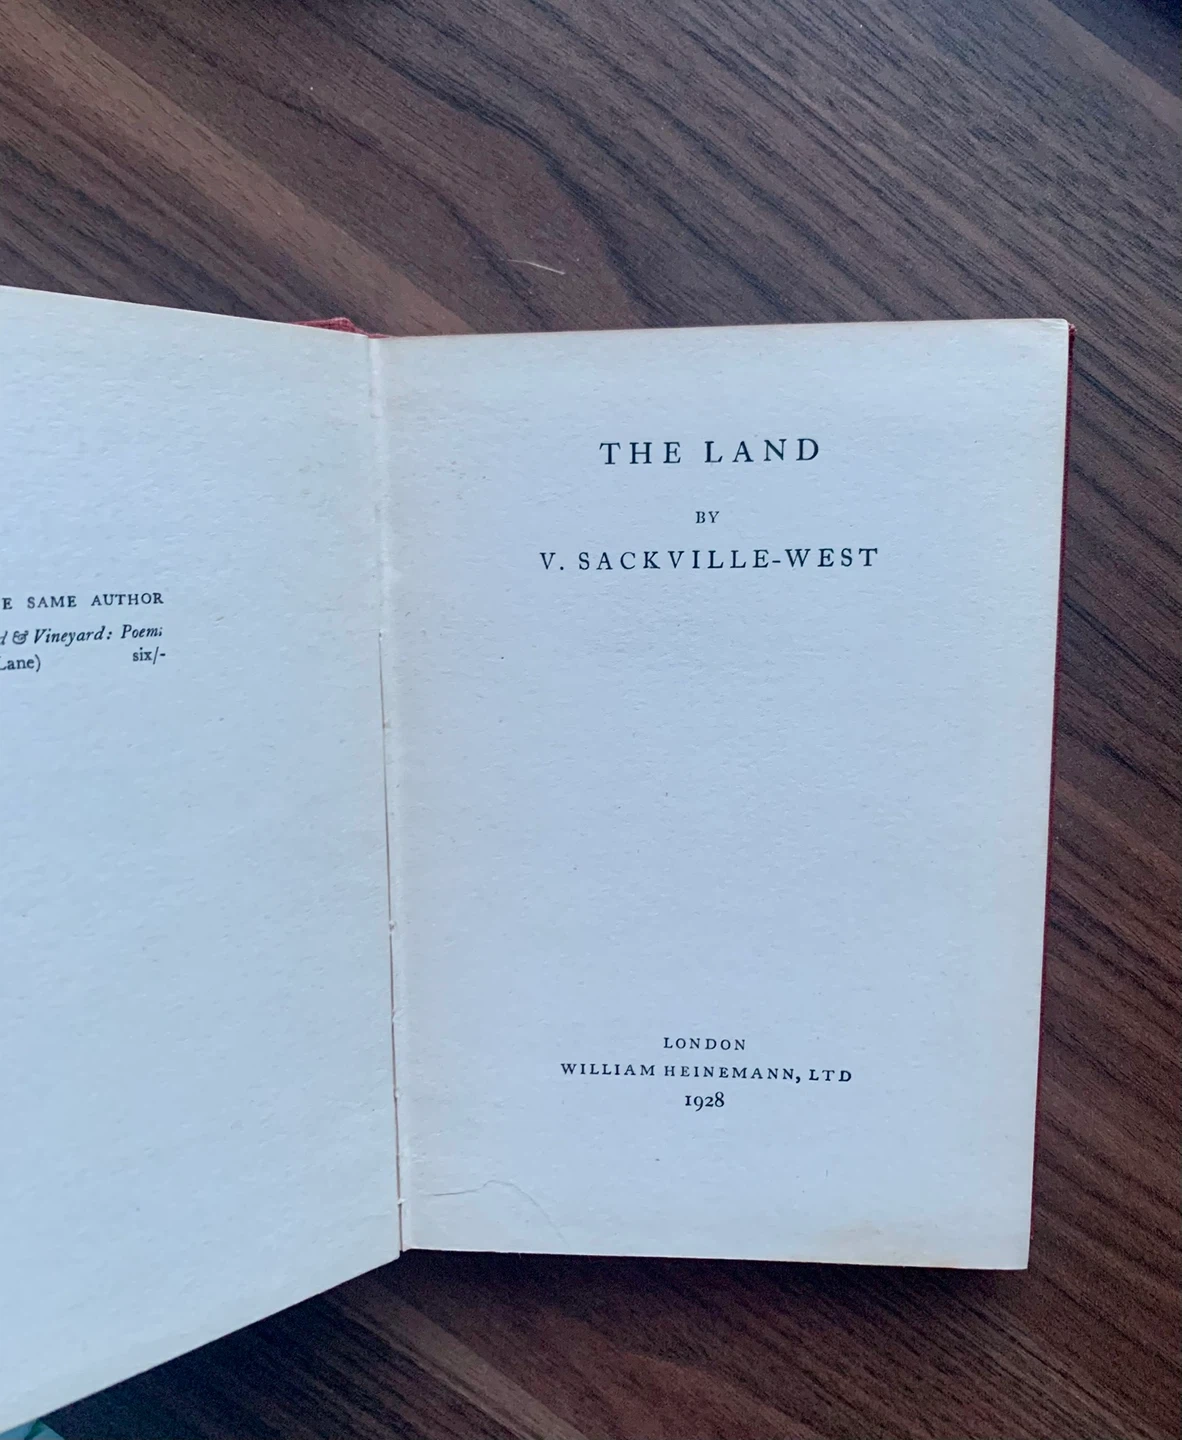 E SAME AUTHOR
& Vineyard: Poems
Lane) six/-
THE LAND
BY
V. SACKVILLE-WEST
LONDON
WILLIAM HEINEMANN, LTD
1928